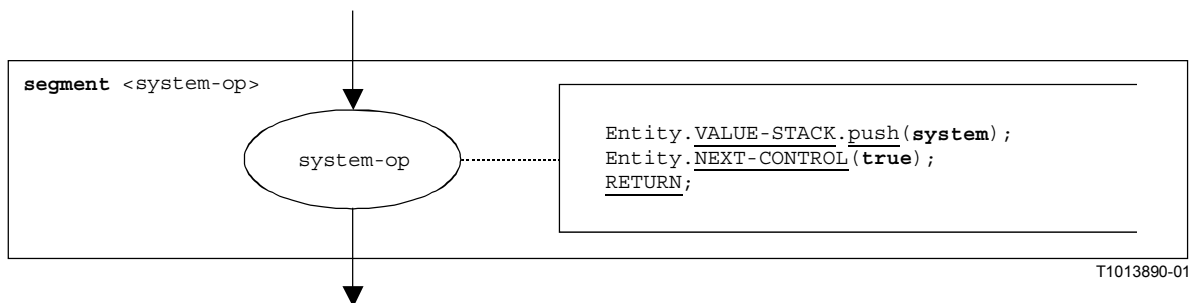 segment <system-op>
system-op
Entity.VALUE-STACK.push(system);
Entity.NEXT-CONTROL(true);
RETURN;
T1013890-01